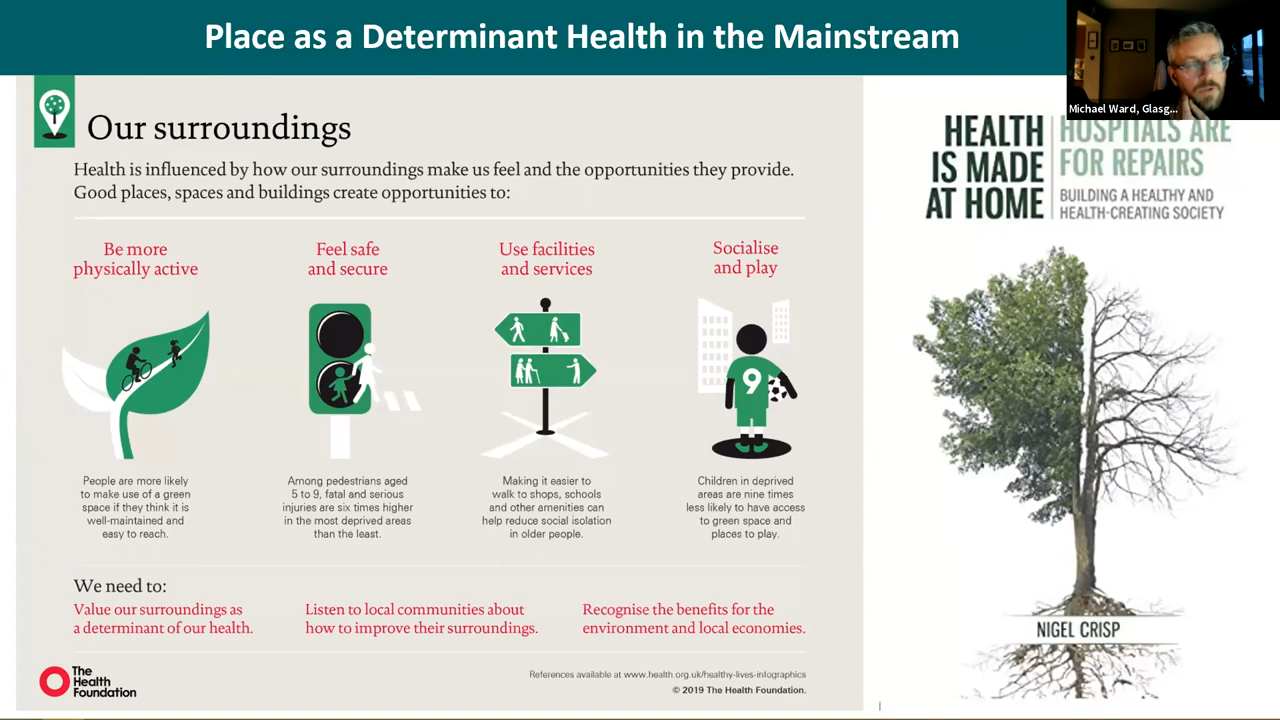 Place as a Determinant Health in the Mainstream
Michael Ward, Glasg...
Our surroundings
Health is influenced by how our surroundings make us feel and the opportunities they provide.
Good places, spaces and buildings create opportunities to:
Be more
physically active
Feel safe
and secure
Use facilities
and services
Socialise
and play
9
People are more likely
to make use of a green
space if they think it is
well-maintained and
easy to reach.
Among pedestrians aged
5 to 9, fatal and serious
injuries are six times higher
in the most deprived areas
than the least.
Making it easier to
walk to shops, schools
and other amenities can
help reduce social isolation
in older people.
Children in deprived
areas are nine times
less likely to have access
to green space and
places to play.
We need to:
Value our surroundings as
a determinant of our health.
Listen to local communities about
how to improve their surroundings.
Recognise the benefits for the
environment and local economies.
The
Health
Foundation
References available at www.health.org.uk/healthy-lives-infographics
© 2019 The Health Foundation.
HEALTH
IS MADE
AT HOME
HOSPITALS ARE
FOR REPAIRS
BUILDING A HEALTHY AND
HEALTH-CREATING SOCIETY
NIGEL CRISP